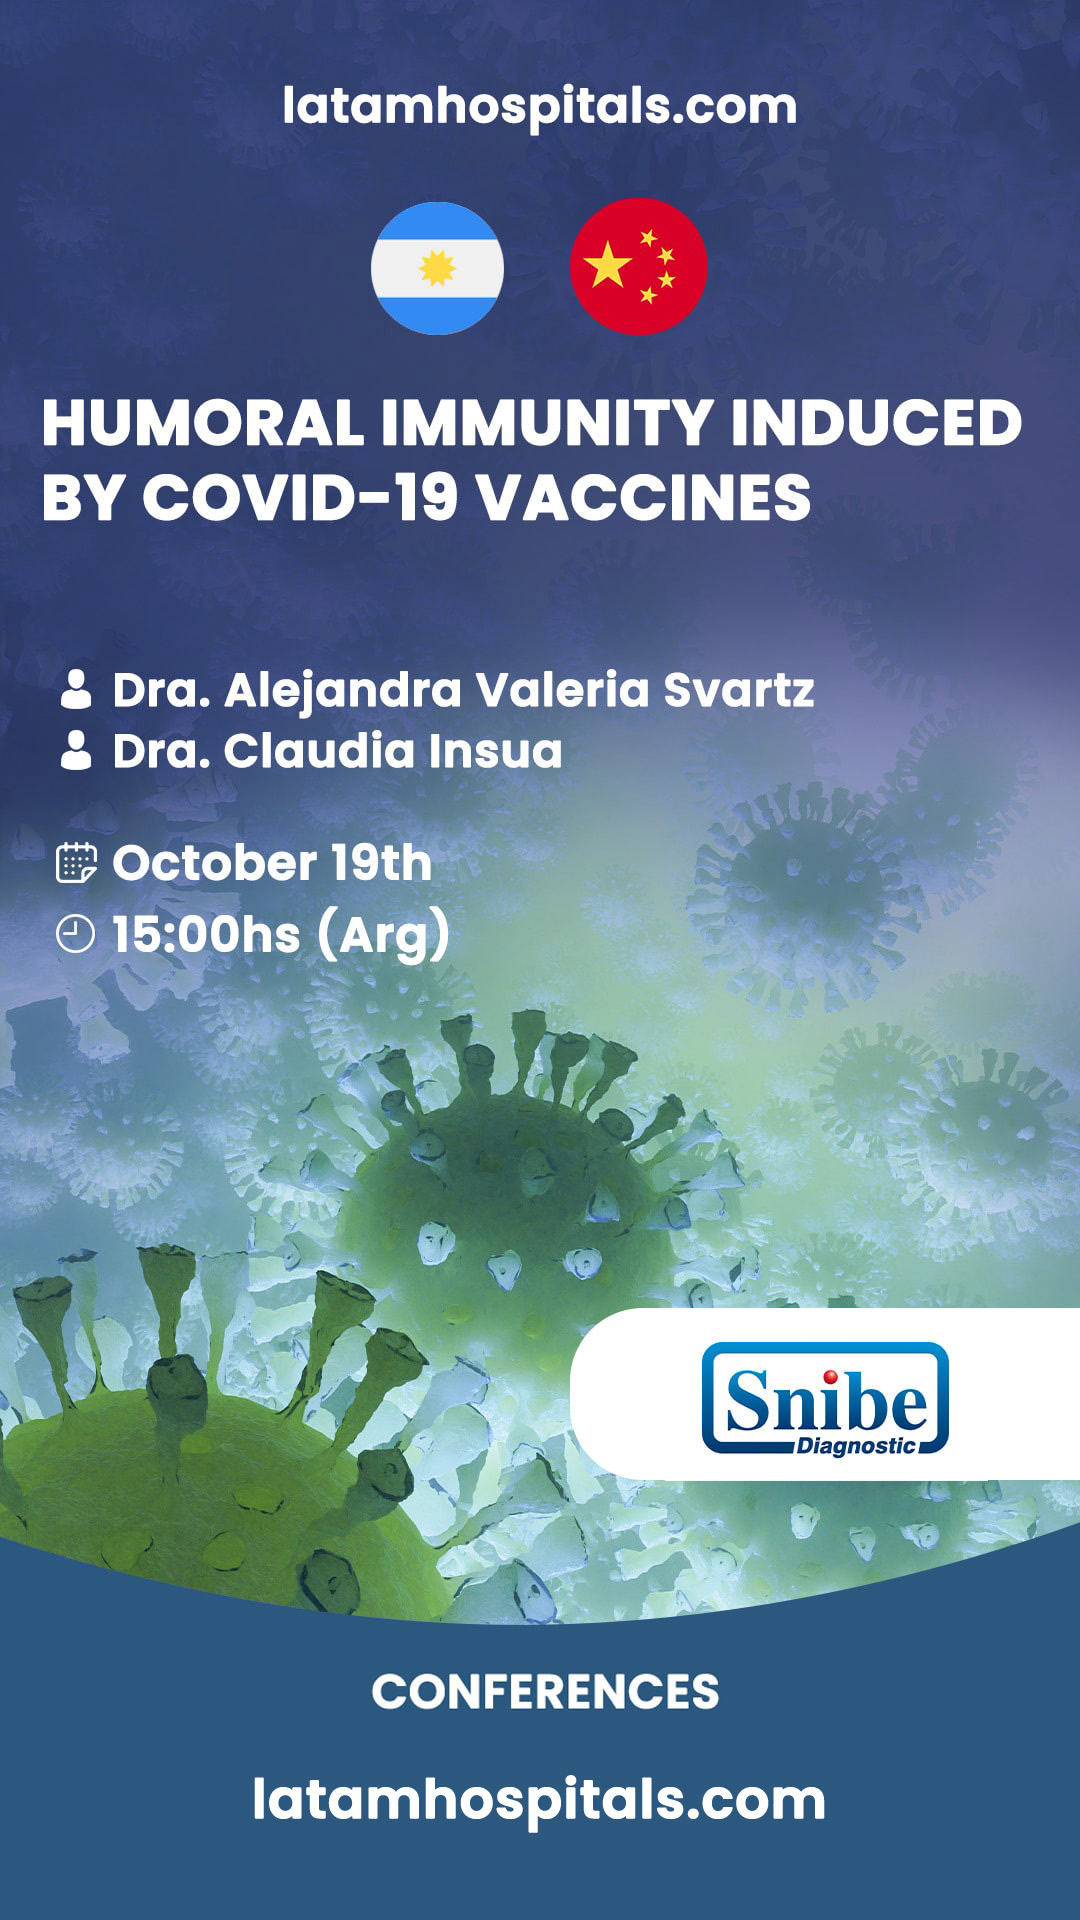 latamhospitals.com
HUMORAL IMMUNITY INDUCED
BY COVID-19 VACCINES
Dra. Alejandra Valeria Svartz
Dra. Claudia Insua
October 19th
15:00hs (Arg)
Snibe
Diagnostic
CONFERENCES
latamhospitals.com